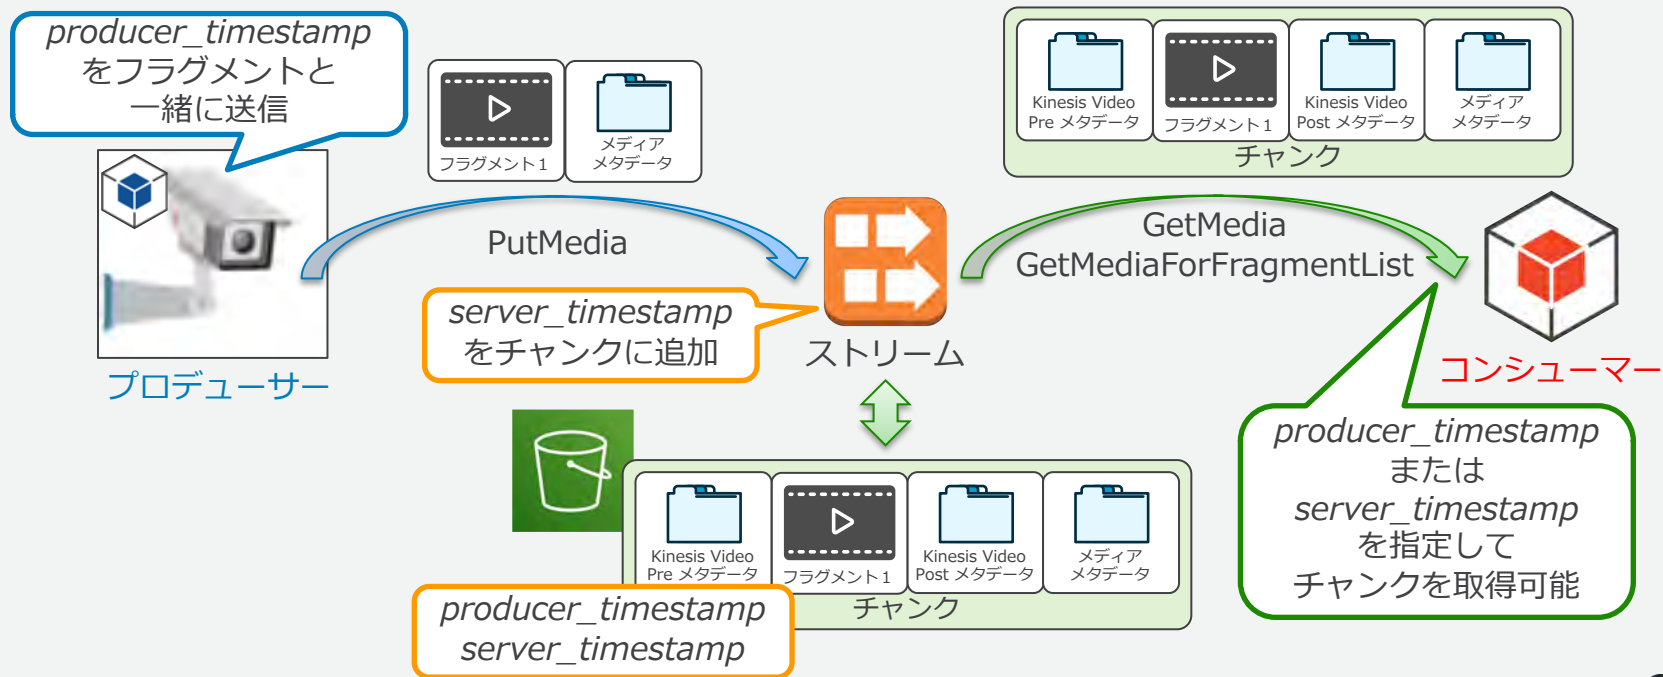 producer_timestamp
をフラグメントと
一緒に送信
フラグメント1
メディア
メタデータ
Kinesis Video
Pre メタデータ
フラグメント1
Kinesis Video
Post メタデータ
メディア
メタデータ
チャンク
PutMedia
GetMedia
GetMediaForFragmentList
server_timestamp
をチャンクに追加
ストリーム
プロデューサー
コンシューマー
producer_timestamp
または
server_timestamp
を指定して
チャンクを取得可能
Kinesis Video
Pre メタデータ
フラグメント1
Kinesis Video
Post メタデータ
メディア
メタデータ
チャンク
producer_timestamp
server_timestamp